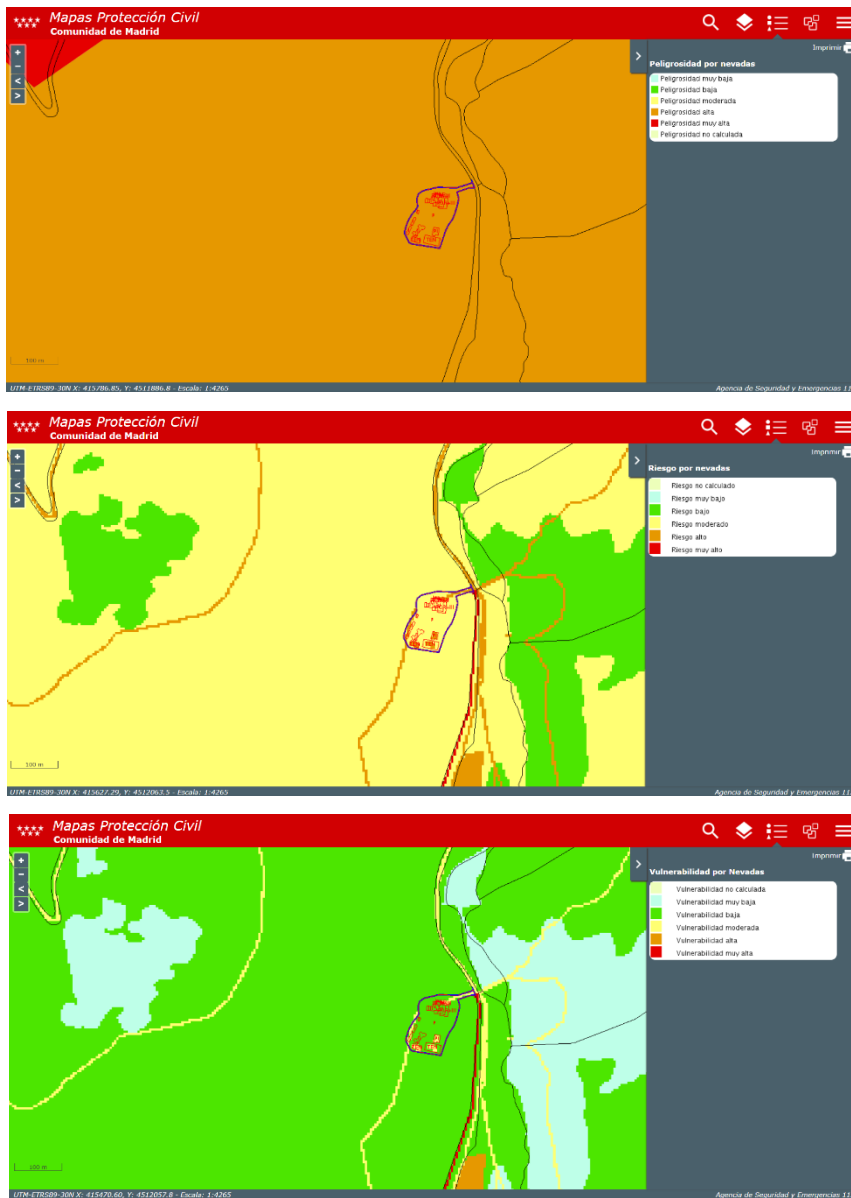 Mapas Protección Civil
Comunidad de Madrid
Imprimir
+
−
<
>
>
Peligrosidad por nevadas
Peligrosidad muy baja
Peligrosidad baja
Peligrosidad moderada
Peligrosidad alta
Peligrosidad muy alta
Peligrosidad no calculada
100 m
UTM-ETRS89-30N X: 415786.85, Y: 4511886.8 - Escala: 1:4265
Agencia de Seguridad y Emergencias 11
Mapas Protección Civil
Comunidad de Madrid
Imprimir
+
−
<
>
>
Riesgo por nevadas
Riesgo no calculado
Riesgo muy bajo
Riesgo bajo
Riesgo moderado
Riesgo alto
Riesgo muy alto
100 m
UTM-ETRS89-30N X: 415627.29, Y: 4512063.5 - Escala: 1:4265
Agencia de Seguridad y Emergencias 11
Mapas Protección Civil
Comunidad de Madrid
Imprimir
+
−
<
>
>
Vulnerabilidad por Nevadas
Vulnerabilidad no calculada
Vulnerabilidad muy baja
Vulnerabilidad baja
Vulnerabilidad moderada
Vulnerabilidad alta
Vulnerabilidad muy alta
100 m
UTM-ETRS89-30N X: 415470.60, Y: 4512057.8 - Escala: 1:4265
Agencia de Seguridad y Emergencias 11